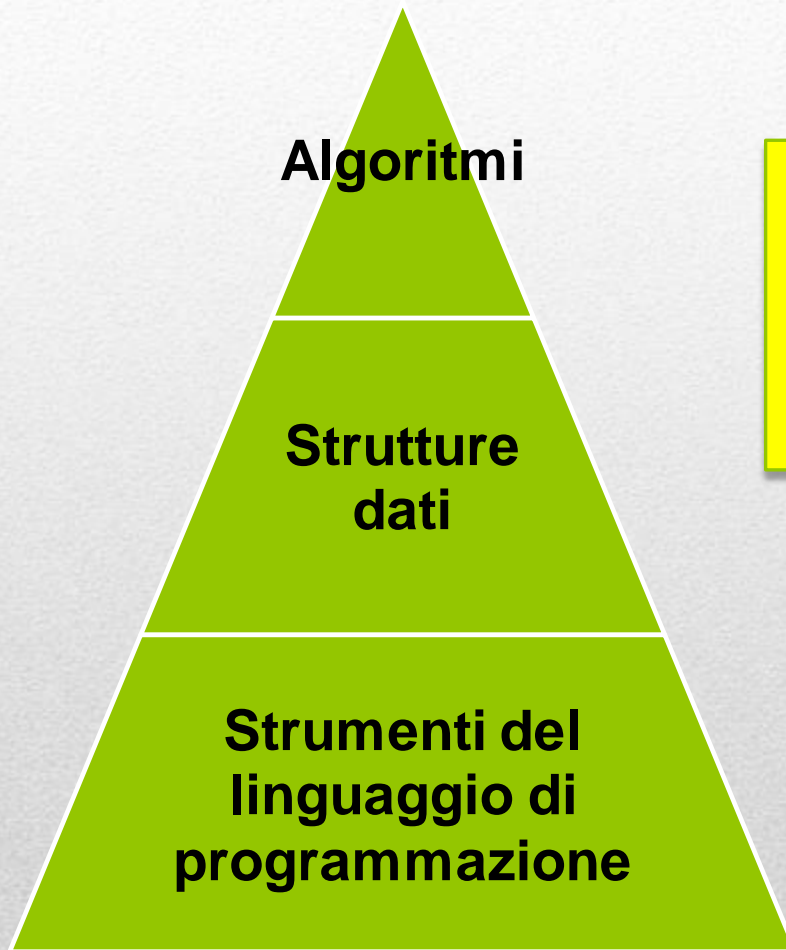 Algoritmi
Strutture
dati
Strumenti del
linguaggio di
programmazione